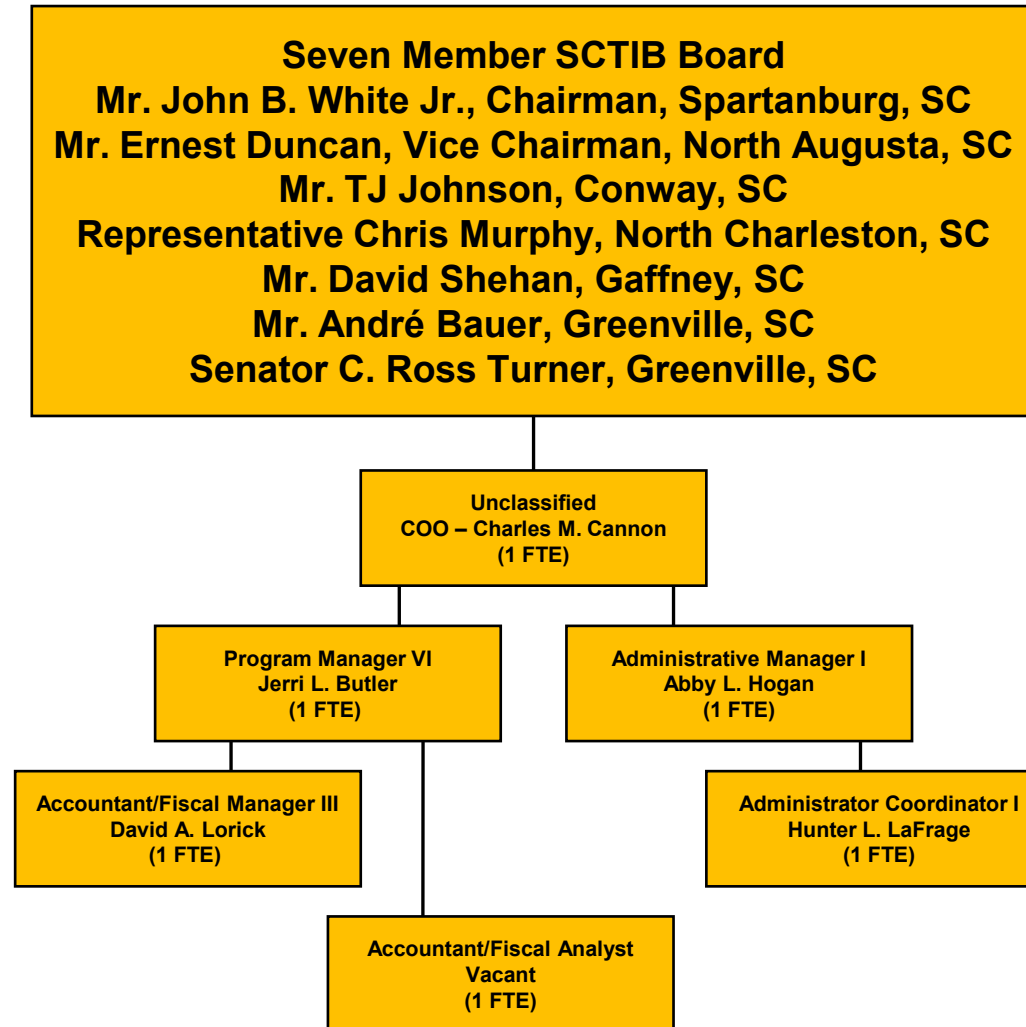 Seven Member SCTIB Board
Mr. John B. White Jr., Chairman, Spartanburg, SC
Mr. Ernest Duncan, Vice Chairman, North Augusta, SC
Mr. TJ Johnson, Conway, SC
Representative Chris Murphy, North Charleston, SC
Mr. David Shehan, Gaffney, SC
Mr. André Bauer, Greenville, SC
Senator C. Ross Turner, Greenville, SC
Unclassified
COO – Charles M. Cannon
(1 FTE)
Program Manager VI
Jerri L. Butler
(1 FTE)
Administrative Manager I
Abby L. Hogan
(1 FTE)
Accountant/Fiscal Manager III
David A. Lorick
(1 FTE)
Administrator Coordinator I
Hunter L. LaFrage
(1 FTE)
Accountant/Fiscal Analyst
Vacant
(1 FTE)